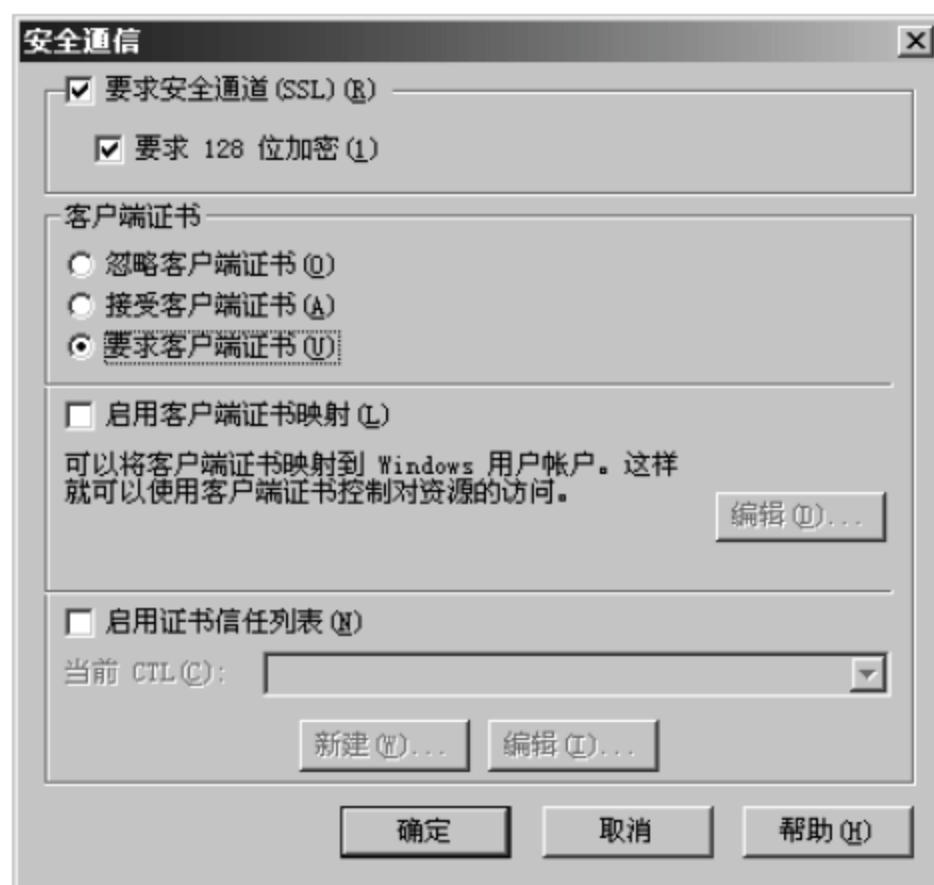 安全通信
要求安全通道(SSL)(R)
要求 128 位加密(1)
客户端证书
忽略客户端证书(O)
接受客户端证书(A)
要求客户端证书(U)
启用客户端证书映射(L)
可以将客户端证书映射到 Windows 用户帐户。这样
就可以使用客户端证书控制对资源的访问。
编辑(D)...
启用证书信任列表(N)
当前 CTL(C):
新建(W)... 编辑(I)...
确定 取消 帮助(H)